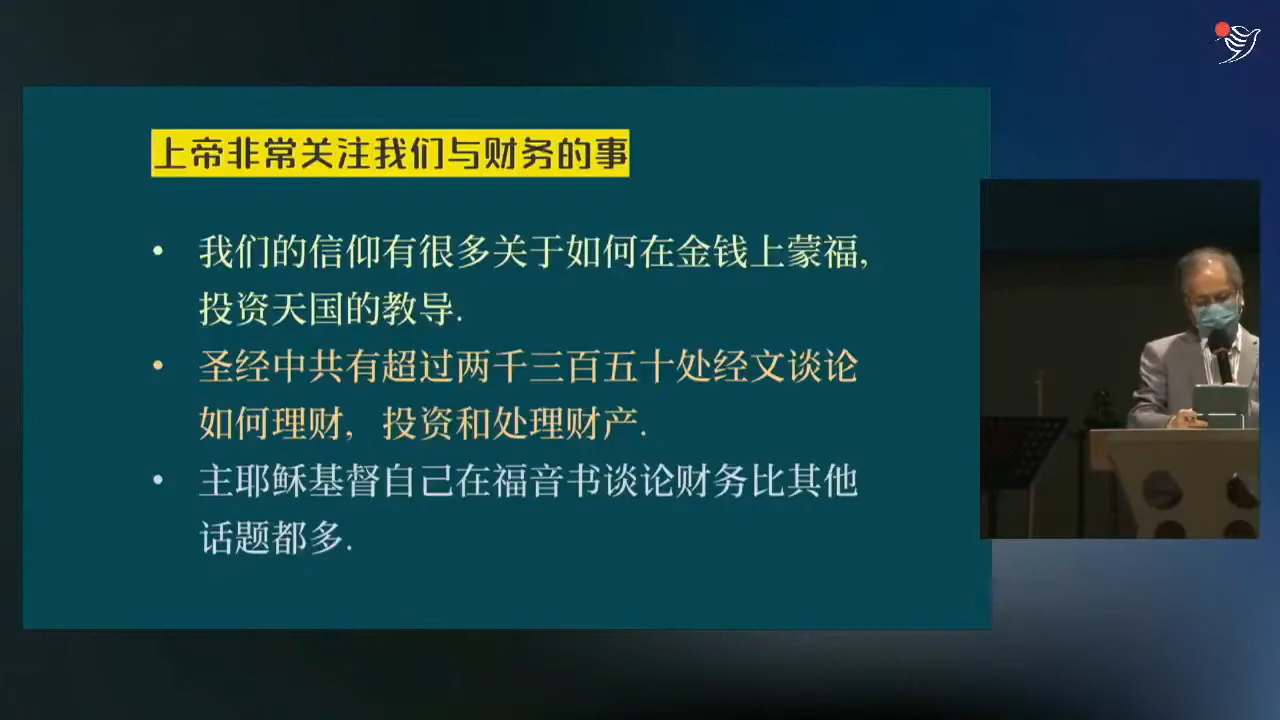 上帝非常关注我们与财务的事
• 我们的信仰有很多关于如何在金钱上蒙福,
投资天国的教导.
• 圣经中共有超过两千三百五十处经文谈论
如何理财, 投资和处理财产.
• 主耶稣基督自己在福音书谈论财务比其他
话题都多.